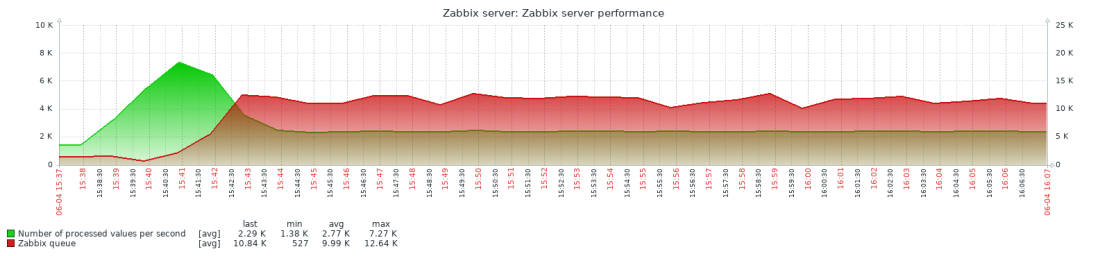 Zabbix server: Zabbix server performance
10 K 25 K
8 K 20 K
6 K 15 K
4 K 10 K
2 K 5 K
0 0
06-04 15:37 15:38 15:38:30 15:39 15:39:30 15:40 15:40:30 15:41 15:41:30 15:42 15:42:30 15:43 15:43:30 15:44 15:44:30 15:45 15:45:30 15:46 15:46:30 15:47 15:47:30 15:48 15:48:30 15:49 15:49:30 15:50 15:50:30 15:51 15:51:30 15:52 15:52:30 15:53 15:53:30 15:54 15:54:30 15:55 15:55:30 15:56 15:56:30 15:57 15:57:30 15:58 15:58:30 15:59 15:59:30 16:00 16:00:30 16:01 16:01:30 16:02 16:02:30 16:03 16:03:30 16:04 16:04:30 16:05 16:05:30 16:06 16:06:30 06-04 16:07
last min avg max
Number of processed values per second [avg] 2.29 K 1.38 K 2.77 K 7.27 K
Zabbix queue [avg] 10.84 K 527 9.99 K 12.64 K